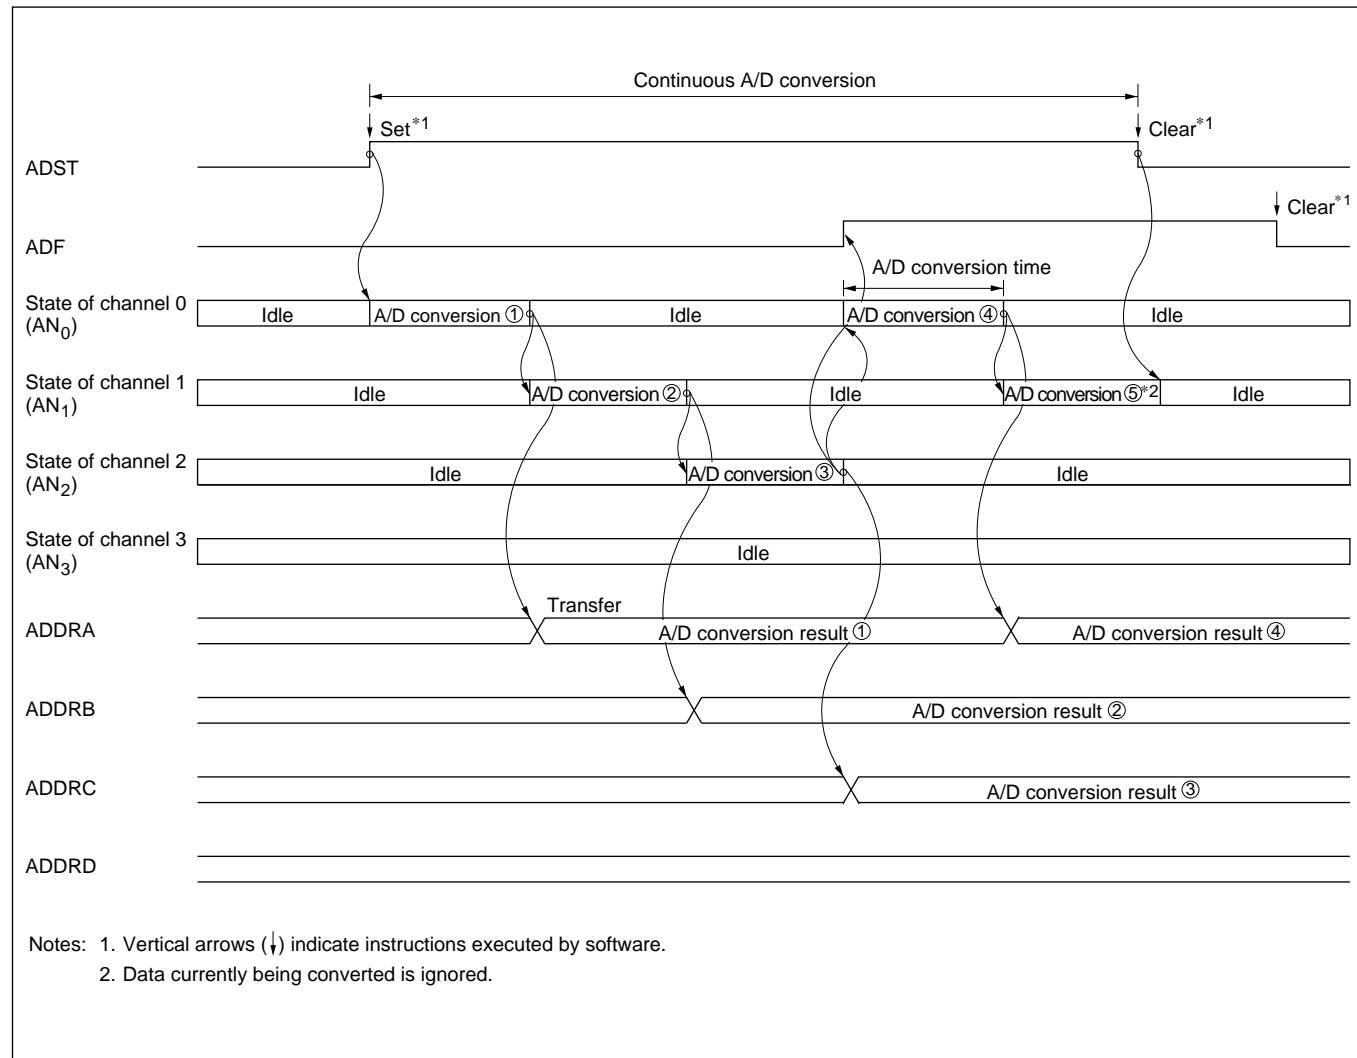 Continuous A/D conversion
Set*1
Clear*1
ADST
Clear*1
ADF
A/D conversion time
State of channel 0
(AN0)
Idle
A/D conversion ①
Idle
A/D conversion ④
Idle
State of channel 1
(AN1)
Idle
A/D conversion ②
Idle
A/D conversion ⑤*2
Idle
State of channel 2
(AN2)
Idle
A/D conversion ③
Idle
State of channel 3
(AN3)
Idle
Transfer
ADDRA
A/D conversion result ①
A/D conversion result ④
ADDRB
A/D conversion result ②
ADDRC
A/D conversion result ③
ADDRD
Notes: 1. Vertical arrows (↓) indicate instructions executed by software.
2. Data currently being converted is ignored.